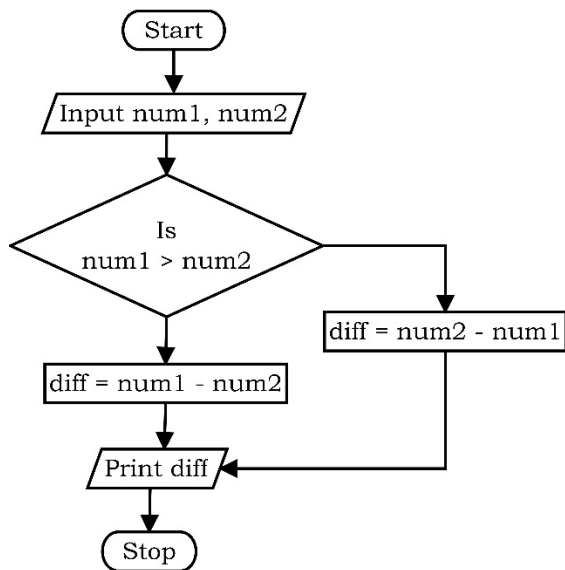 Start
Input num1, num2
Is
num1 > num2
diff = num2 - num1
diff = num1 - num2
Print diff
Stop